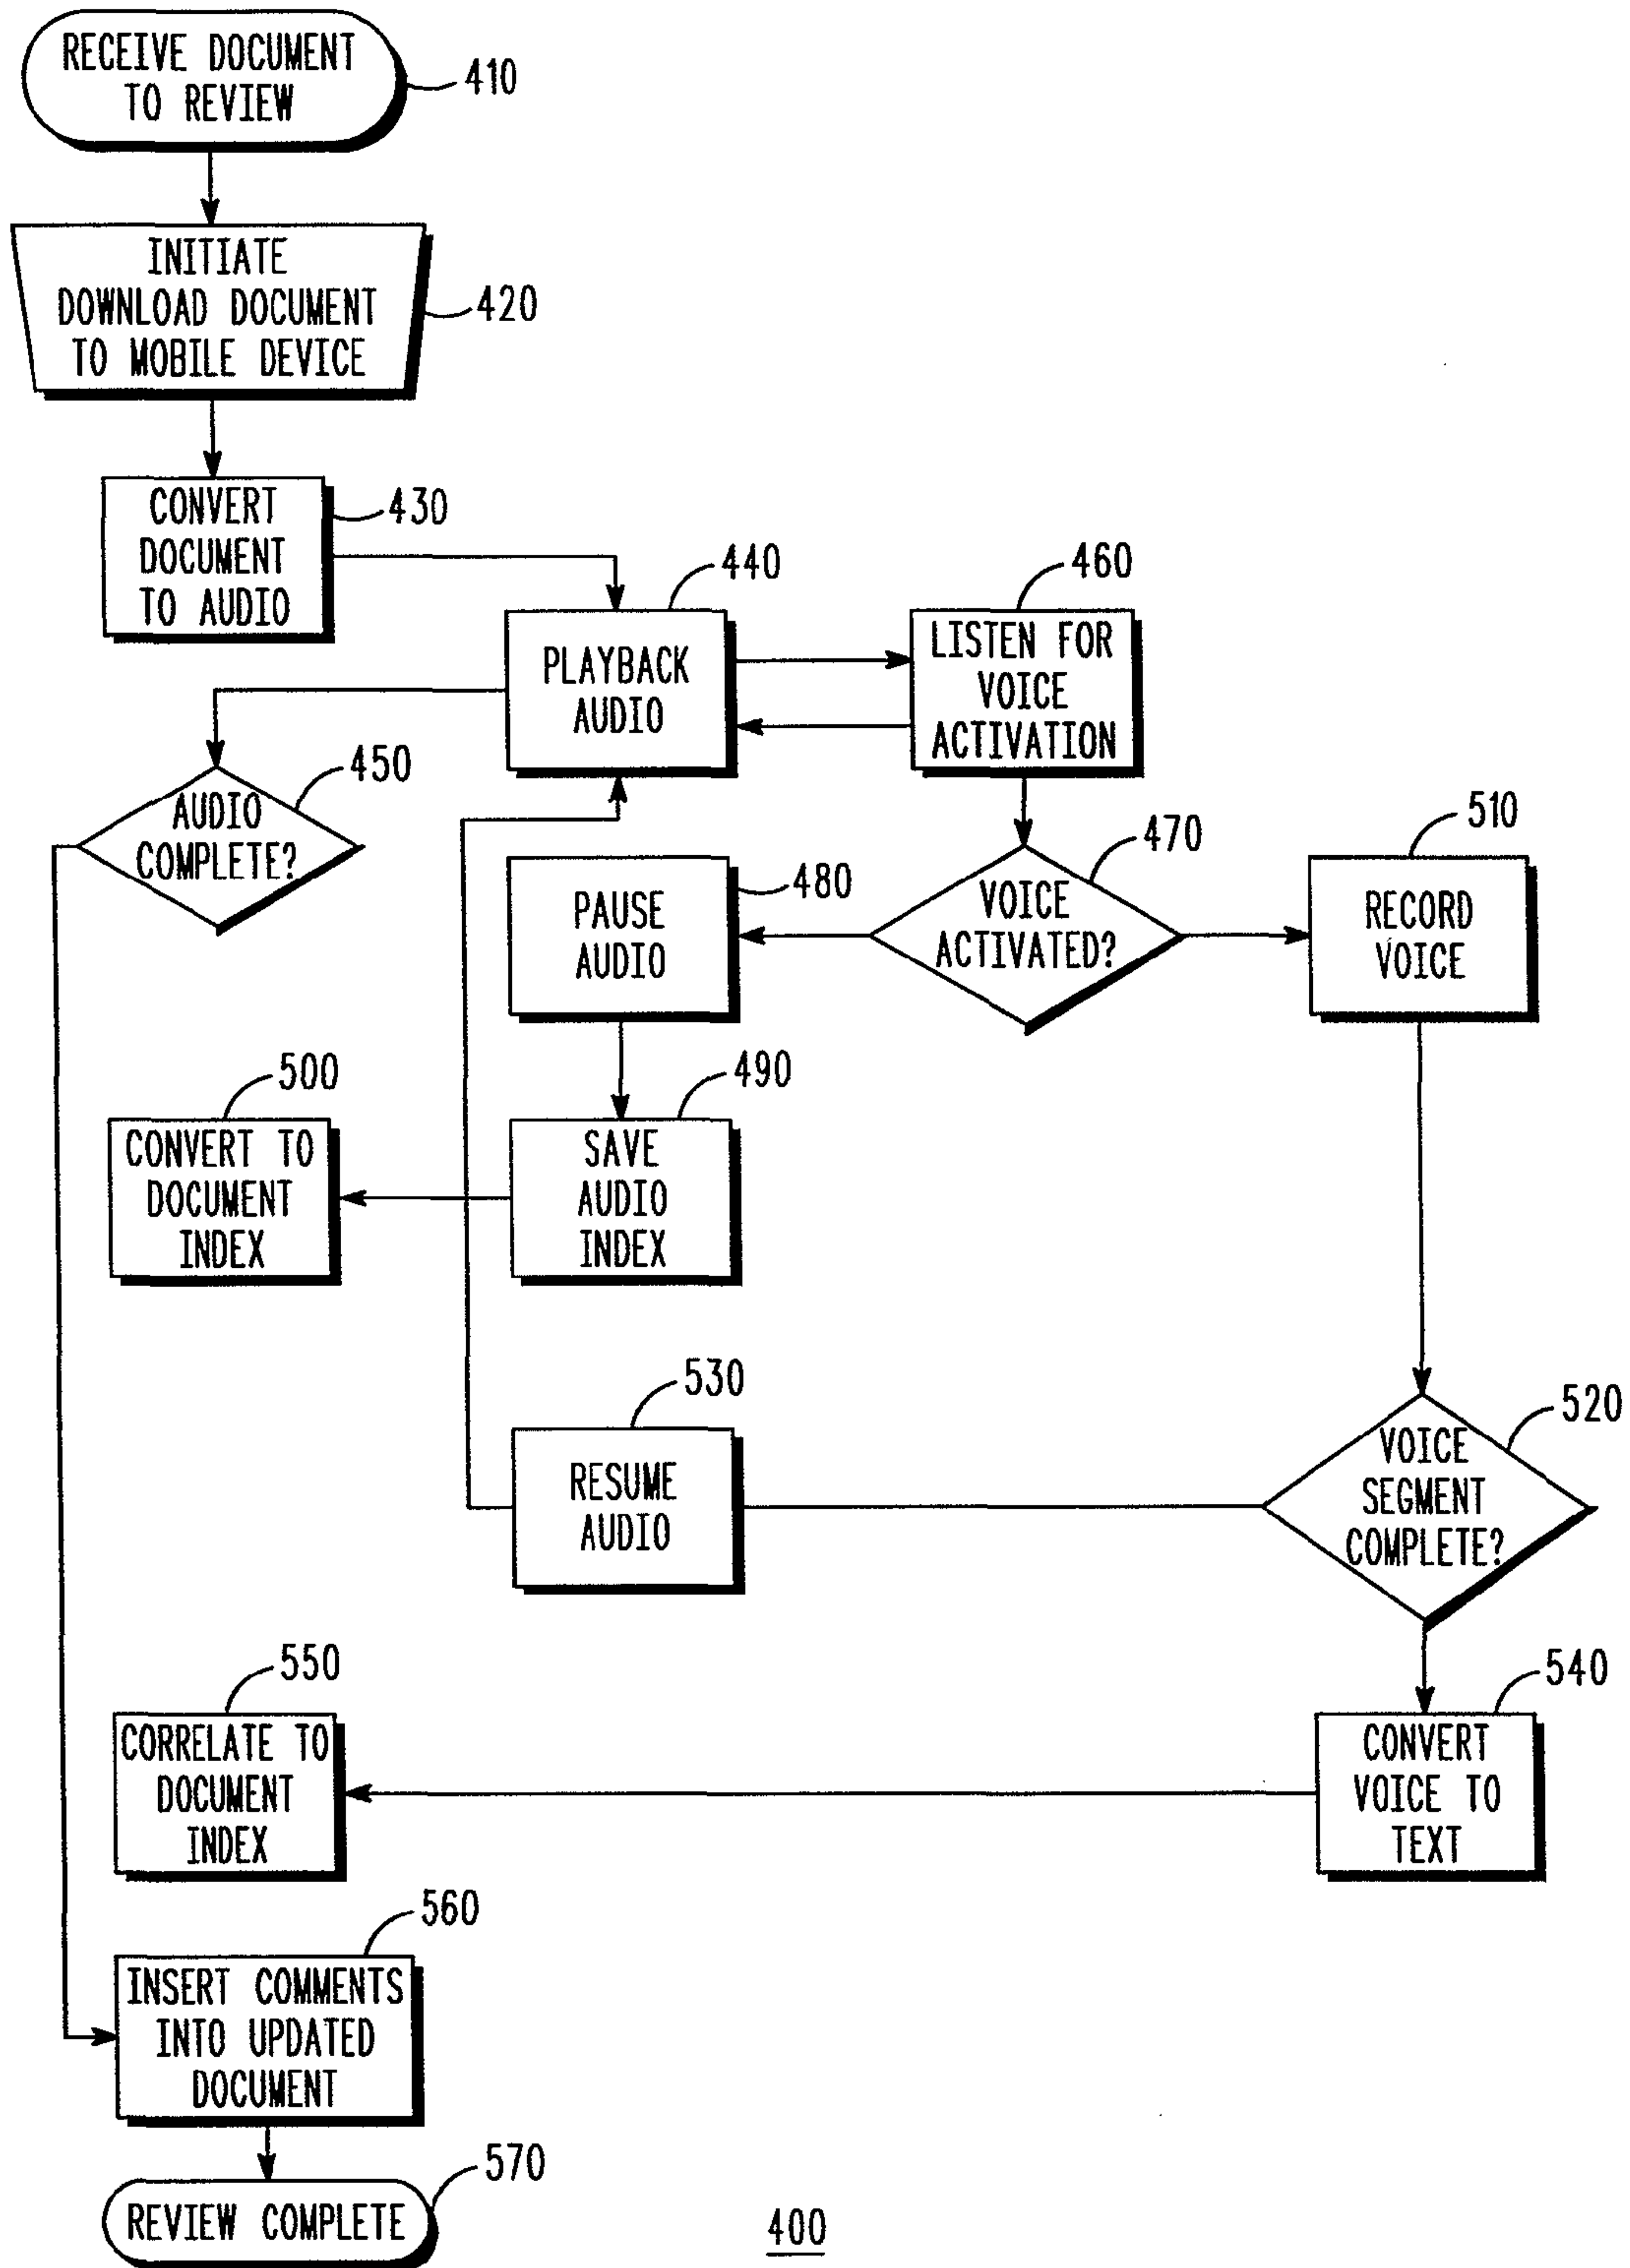 RECEIVE DOCUMENT
TO REVIEW
410
INITIATE
DOWNLOAD DOCUMENT
TO MOBILE DEVICE
420
CONVERT
DOCUMENT
TO AUDIO
430
PLAYBACK
AUDIO
440
LISTEN FOR
VOICE
ACTIVATION
460
AUDIO
COMPLETE?
450
PAUSE
AUDIO
480
VOICE
ACTIVATED?
470
RECORD
VOICE
510
CONVERT TO
DOCUMENT
INDEX
500
SAVE
AUDIO
INDEX
490
RESUME
AUDIO
530
VOICE
SEGMENT
COMPLETE?
520
CORRELATE TO
DOCUMENT
INDEX
550
CONVERT
VOICE TO
TEXT
540
INSERT COMMENTS
INTO UPDATED
DOCUMENT
560
REVIEW COMPLETE
570
400